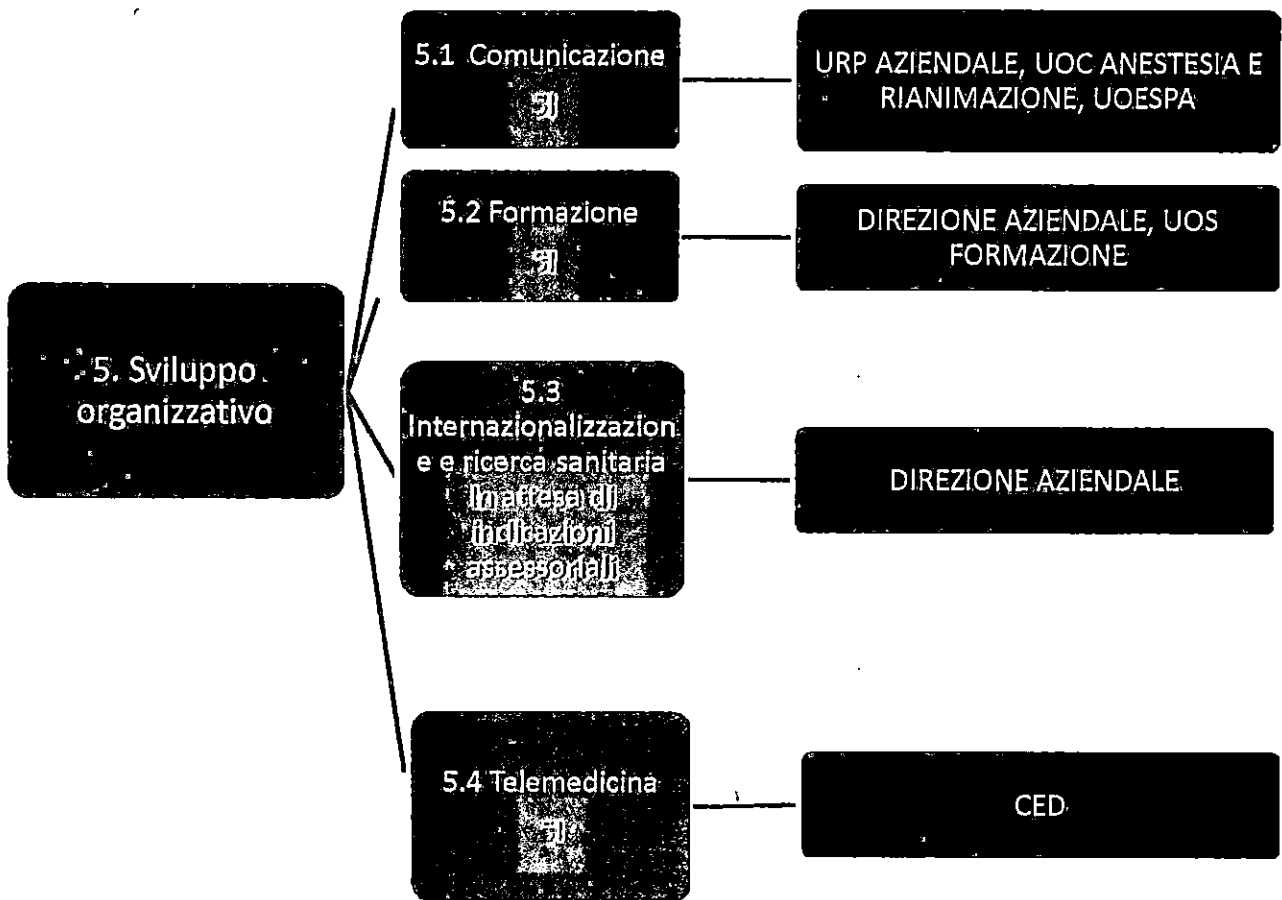 5. Sviluppo
organizzativo
5.1 Comunicazione
SI
URP AZIENDALE, UOC ANESTESIA E
RIANIMAZIONE, UOESPA
5.2 Formazione
SI
DIREZIONE AZIENDALE, UOS
FORMAZIONE
5.3
Internazionalizzazion
e e ricerca sanitaria
In attesa di
indicazioni
assessoriali
DIREZIONE AZIENDALE
5.4 Telemedicina
SI
CED